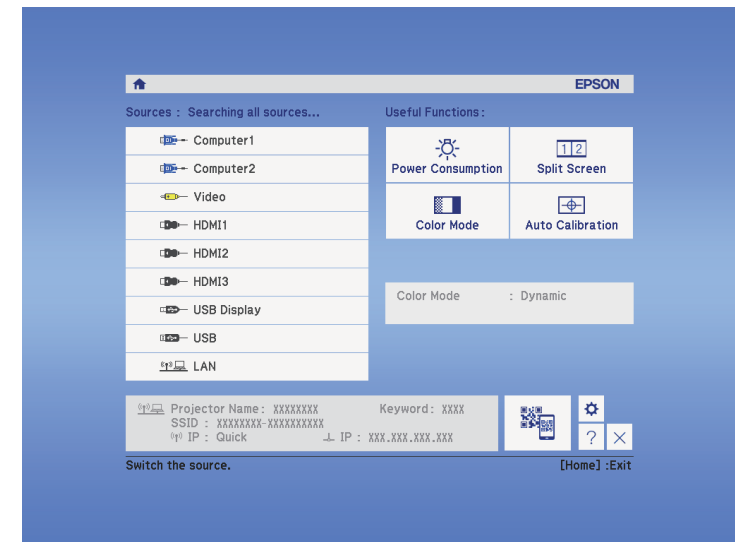 EPSON
Sources : Searching all sources...
Computer1
Computer2
Video
HDMI1
HDMI2
HDMI3
USB Display
USB
LAN
Useful Functions :
Power Consumption
1 2
Split Screen
Color Mode
Auto Calibration
Color Mode : Dynamic
Projector Name : XXXXXXXX Keyword : XXXX
SSID : XXXXXXXX-XXXXXXXXXX
IP : Quick IP : XXX.XXX.XXX.XXX
?
Switch the source. [Home] :Exit